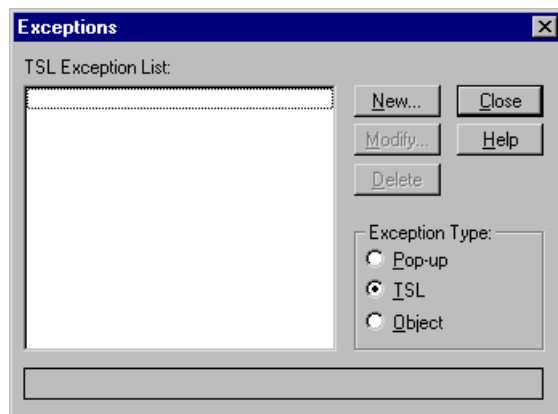 Exceptions
TSL Exception List:
New...
Close
Modify...
Help
Delete
Exception Type:
Pop-up
TSL
Object